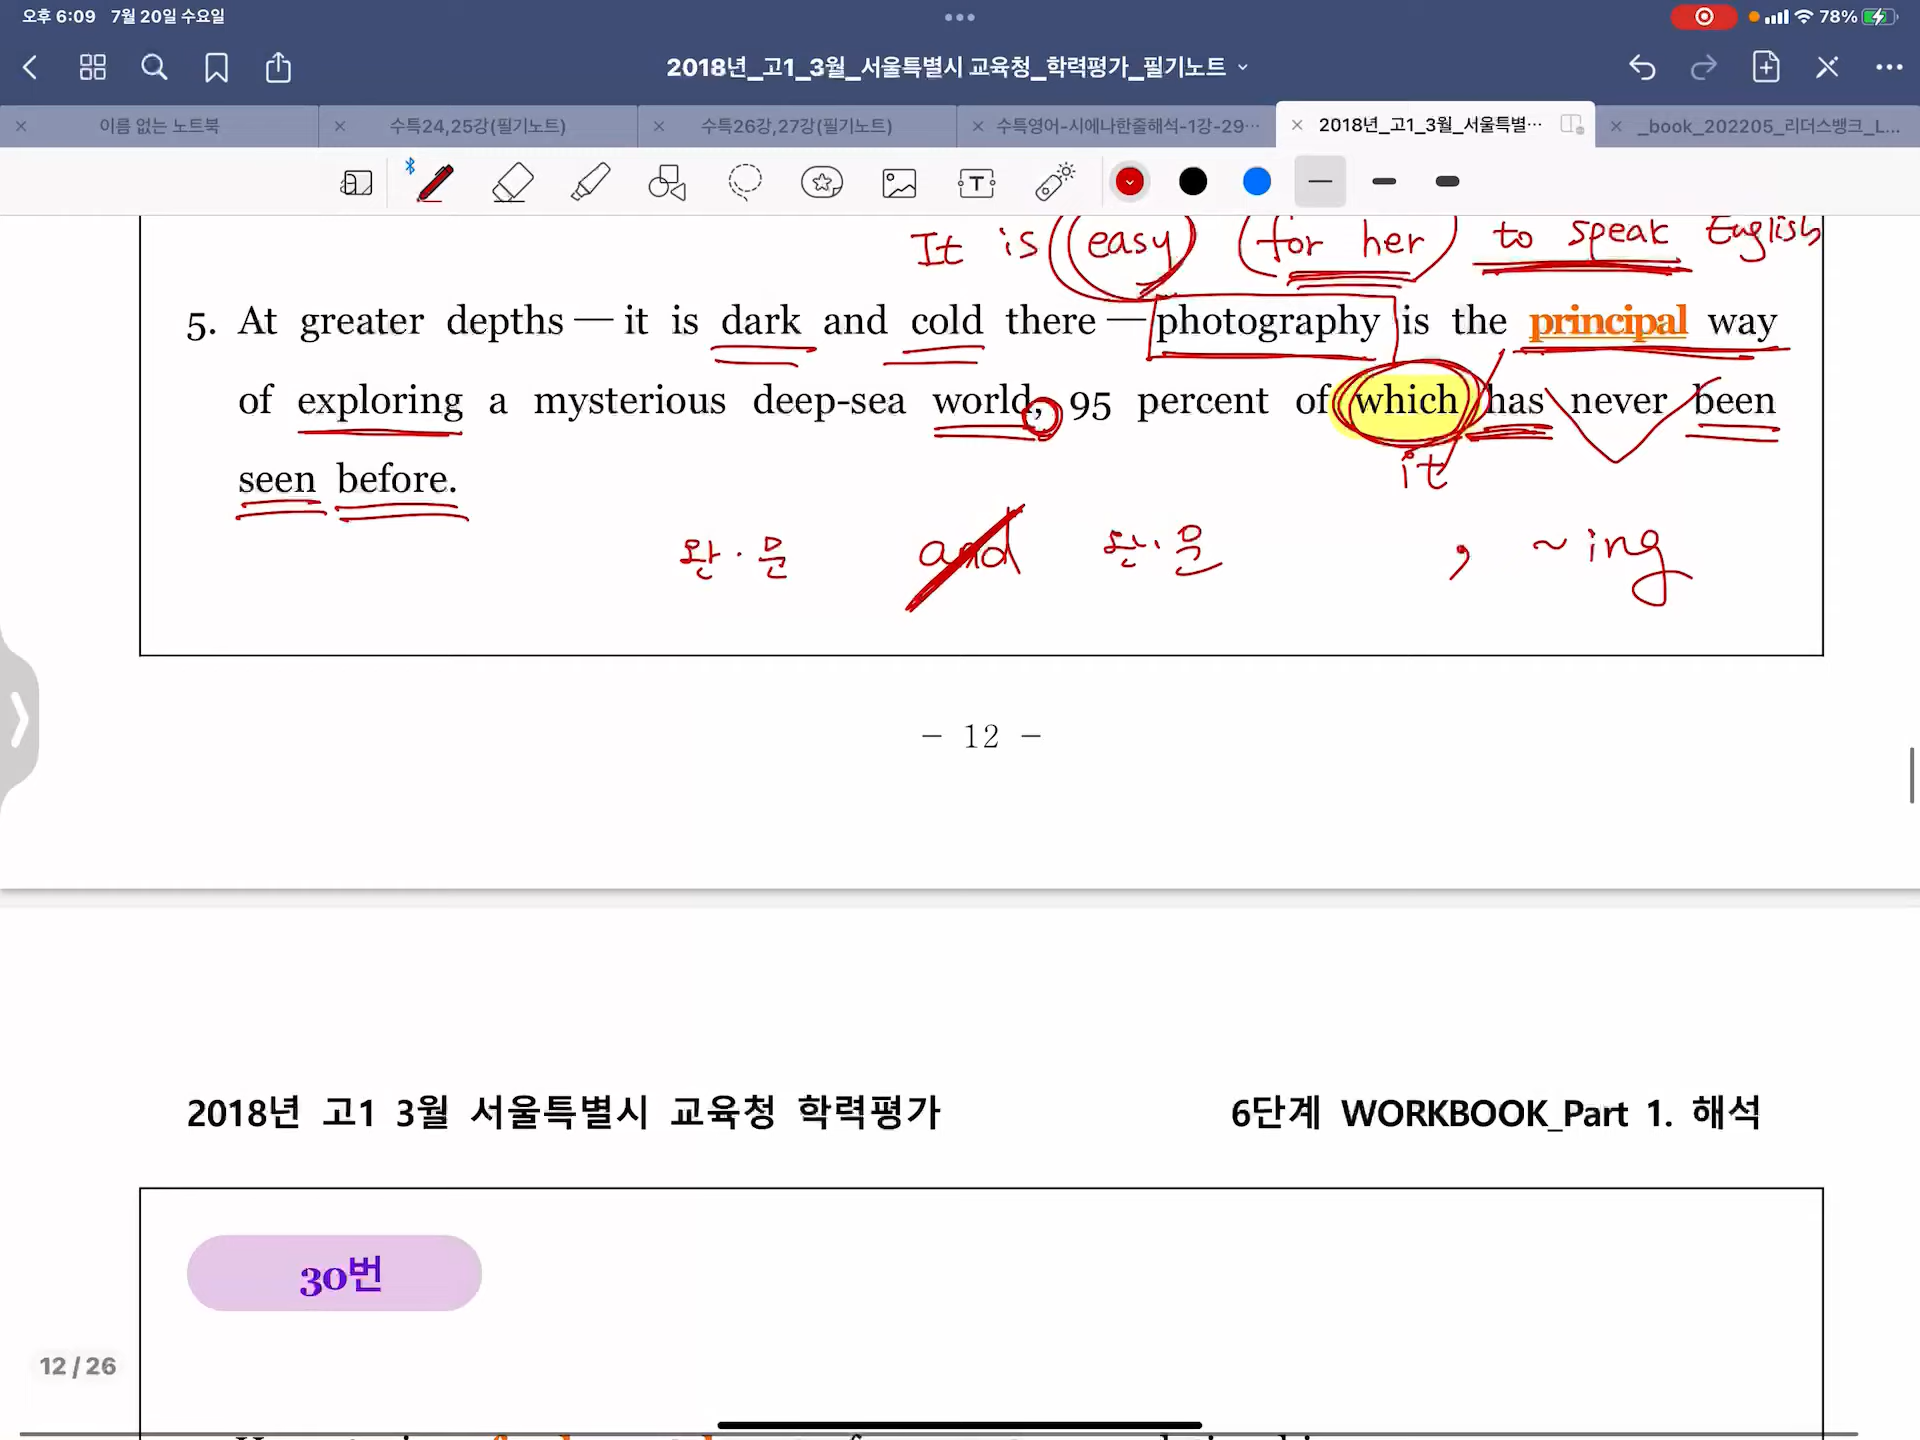 오후 6:09 7월 20일 수요일
78%
2018년_고1_3월_서울특별시 교육청_학력평가_필기노트
이름 없는 노트북
수특24,25강(필기노트)
수특26강,27강(필기노트)
수특영어-시에나한줄해석-1강-29…
2018년_고1_3월_서울특별…
_book_202205_리더스뱅크_L…
It is easy (for her) to speak English
5. At greater depths — it is dark and cold there — photography is the principal way
of exploring a mysterious deep-sea world, 95 percent of which has never been
it
seen before.
완·문 and 완·문 , ~ing
- 12 -
2018년 고1 3월 서울특별시 교육청 학력평가 6단계 WORKBOOK_Part 1. 해석
30번
12 / 26